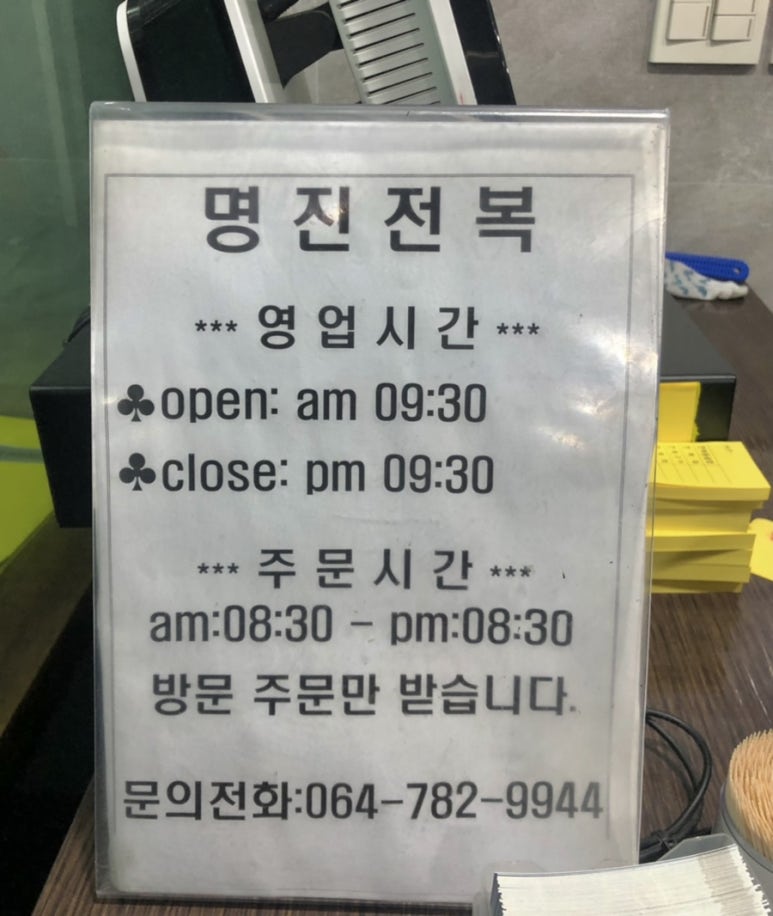 명진전복
*** 영업시간 ***
♣open: am 09:30
♣close: pm 09:30
*** 주문시간 ***
am:08:30 - pm:08:30
방문 주문만 받습니다.
문의전화:064-782-9944